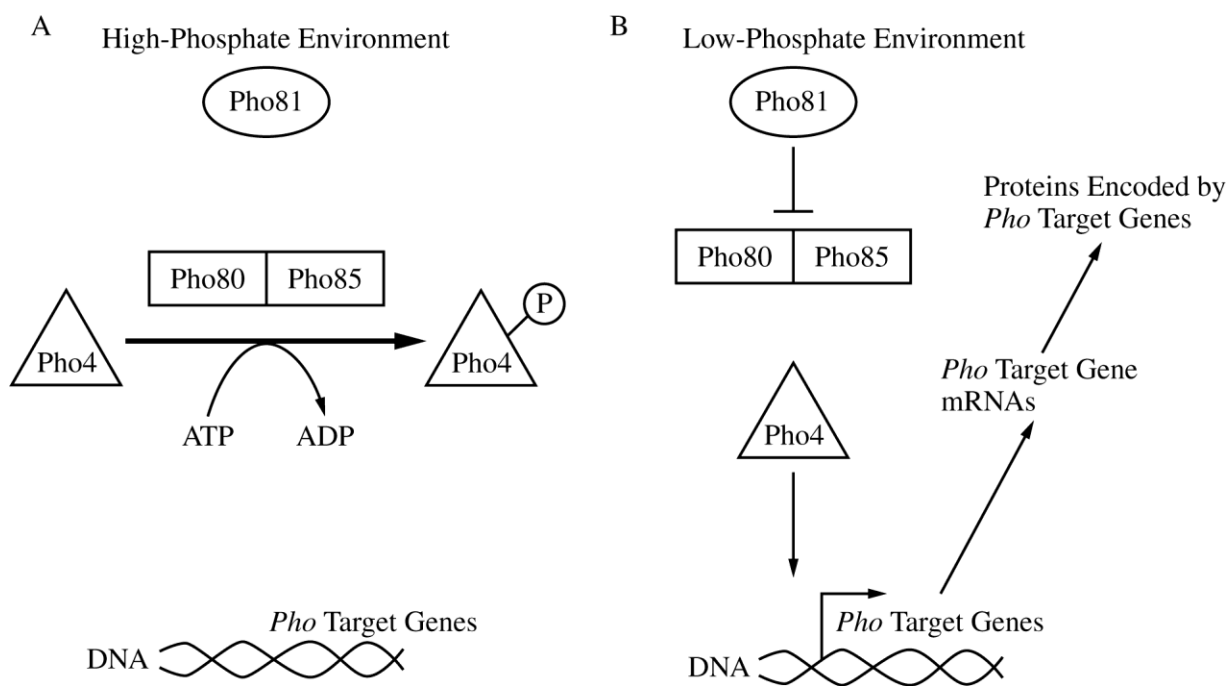 A
High-Phosphate Environment
Pho81
Pho80
Pho85
Pho4
Pho4
P
ATP
ADP
Pho Target Genes
DNA
B
Low-Phosphate Environment
Pho81
Proteins Encoded by
Pho Target Genes
Pho80
Pho85
Pho Target Gene
mRNAs
Pho4
Pho Target Genes
DNA